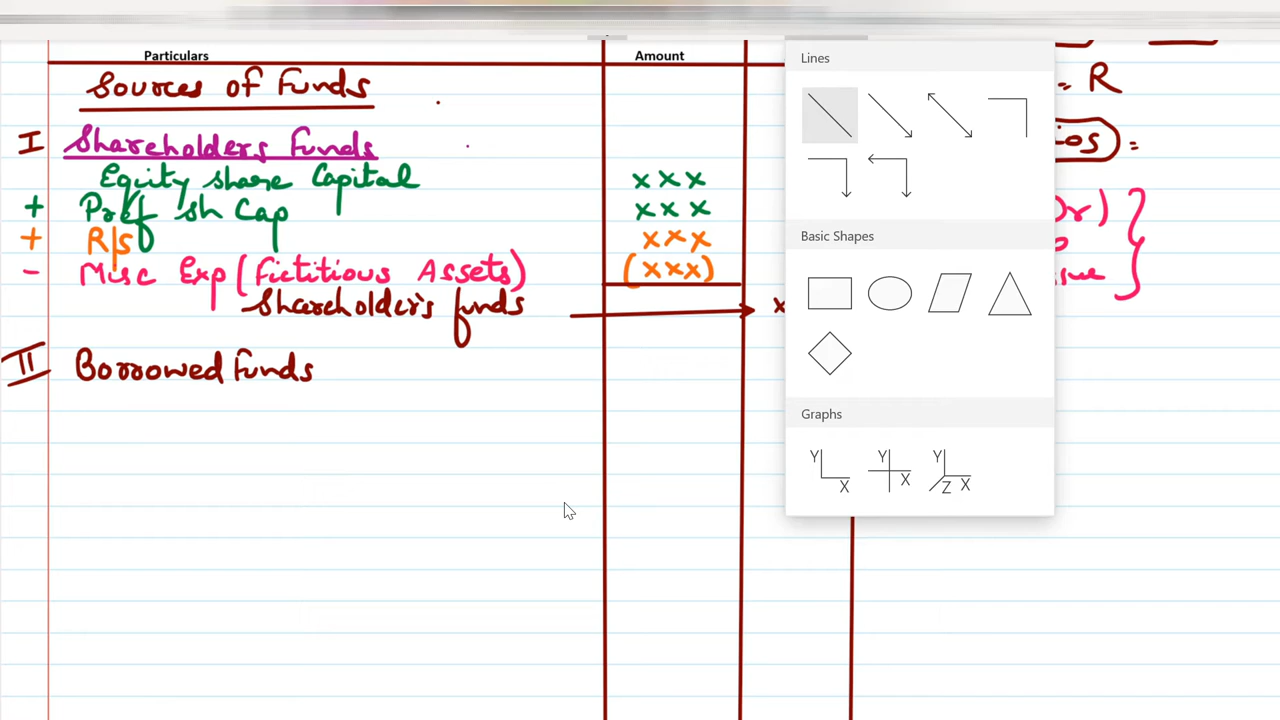 Particulars Amount
Sources of Funds
= R
I Shareholders Funds
ios =
Equity share Capital xxx
+ Pref sh Cap xxx
+ R/s xxx
- Misc Exp (Fictitious Assets) (xxx)
Shareholder's funds
II Borrowed Funds
Lines
Basic Shapes
Graphs
Y X
Y X
Y Z X